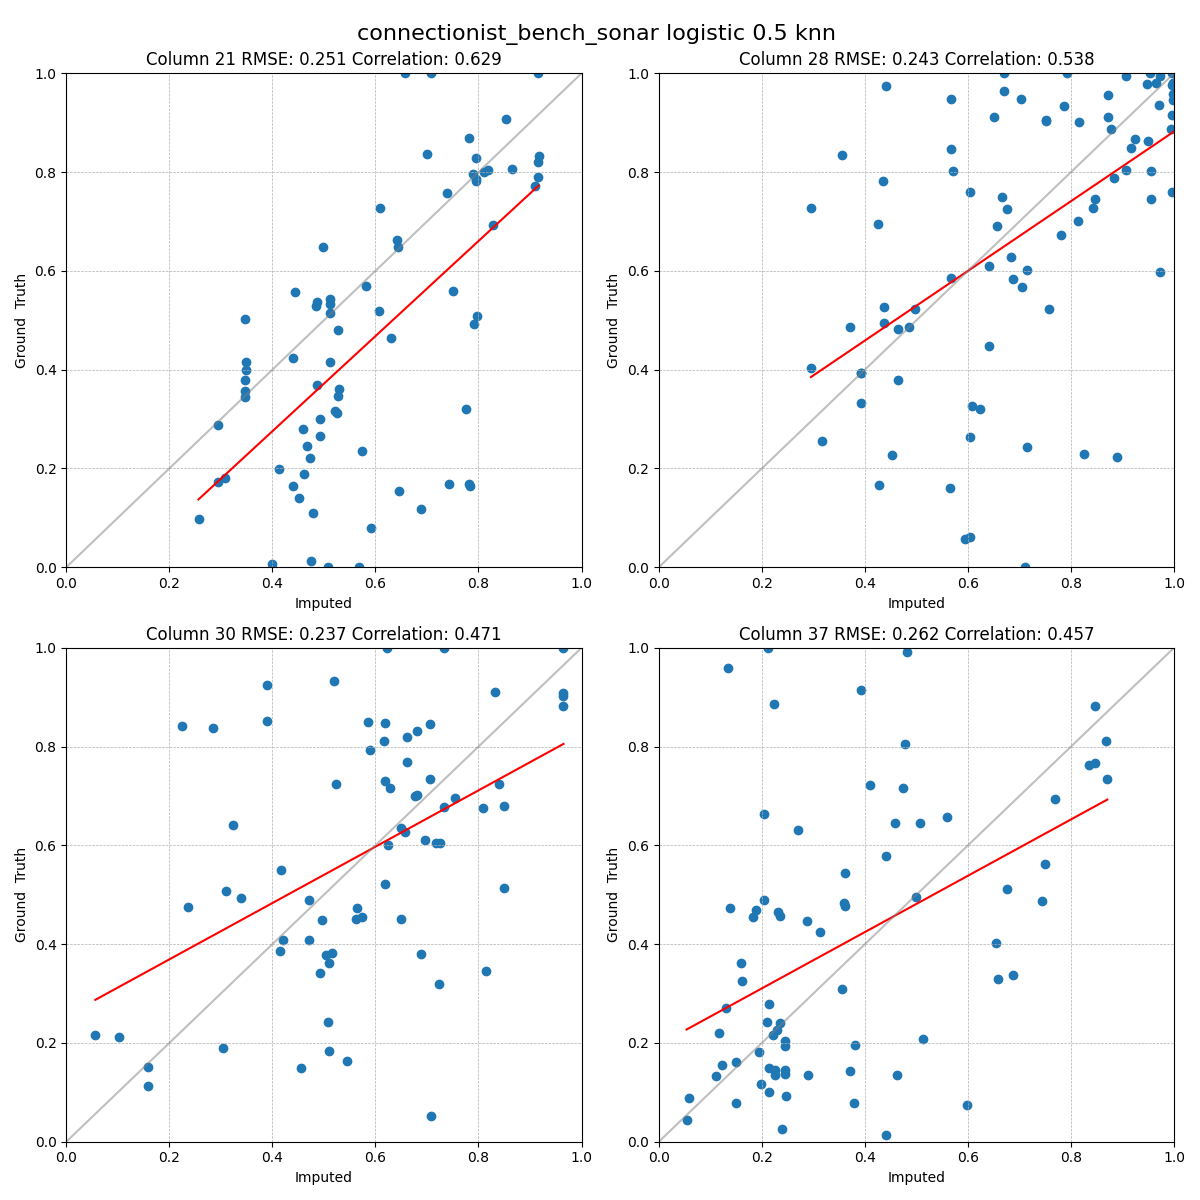 connectionist_bench_sonar logistic 0.5 knn
Column 21 RMSE: 0.251 Correlation: 0.629
Column 28 RMSE: 0.243 Correlation: 0.538
1.0
0.8
0.6
0.4
0.2
0.0
Ground Truth
0.0 0.2 0.4 0.6 0.8 1.0
Imputed
1.0
0.8
0.6
0.4
0.2
0.0
Ground Truth
0.0 0.2 0.4 0.6 0.8 1.0
Imputed
Column 30 RMSE: 0.237 Correlation: 0.471
Column 37 RMSE: 0.262 Correlation: 0.457
1.0
0.8
0.6
0.4
0.2
0.0
Ground Truth
0.0 0.2 0.4 0.6 0.8 1.0
Imputed
1.0
0.8
0.6
0.4
0.2
0.0
Ground Truth
0.0 0.2 0.4 0.6 0.8 1.0
Imputed